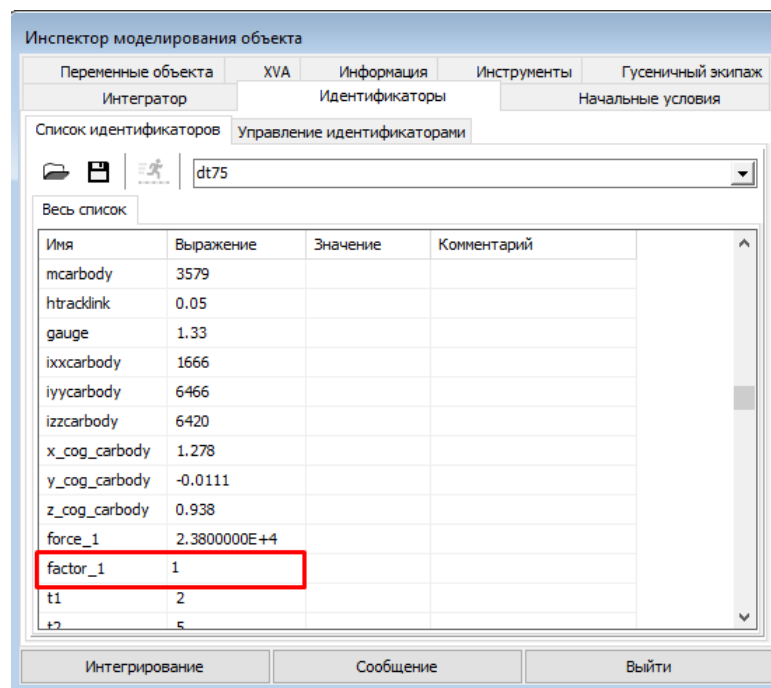 Инспектор моделирования объекта
Переменные объекта XVA Информация Инструменты Гусеничный экипаж
Интегратор Идентификаторы Начальные условия
Список идентификаторов Управление идентификаторами
dt75
Весь список
Имя Выражение Значение Комментарий
mcarbody 3579
htracklink 0.05
gauge 1.33
ixxcarbody 1666
iyycarbody 6466
izzcarbody 6420
x_cog_carbody 1.278
y_cog_carbody -0.0111
z_cog_carbody 0.938
force_1 2.3800000E+4
factor_1 1
t1 2
t2 5
Интегрирование Сообщение Выйти